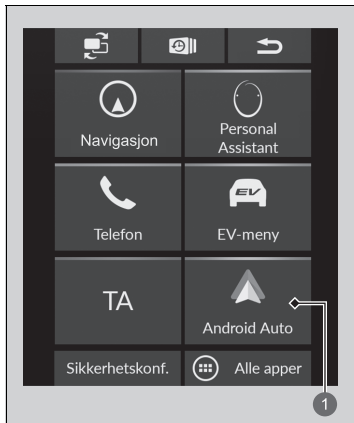 Navigasjon
Personal
Assistant
Telefon
EV
EV-meny
TA
Android Auto
Sikkerhetskonf.
Alle apper
1